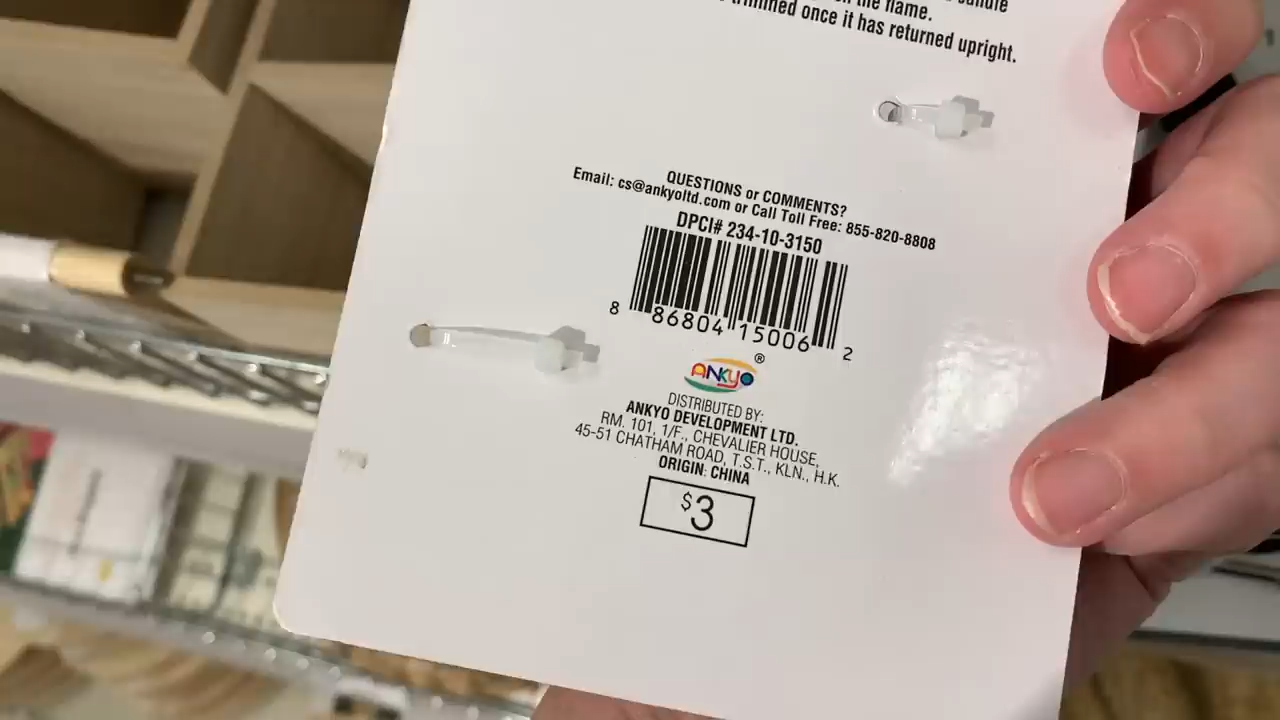 the flame.
trimmed once it has returned upright.
QUESTIONS or COMMENTS?
Email: cs@ankyoltd.com or Call Toll Free: 855-820-8808
DPCI# 234-10-3150
8 86804 15006 2
ANKYO ®
DISTRIBUTED BY:
ANKYO DEVELOPMENT LTD.
RM. 101, 1/F., CHEVALIER HOUSE,
45-51 CHATHAM ROAD, T.S.T., KLN., H.K.
ORIGIN: CHINA
$3